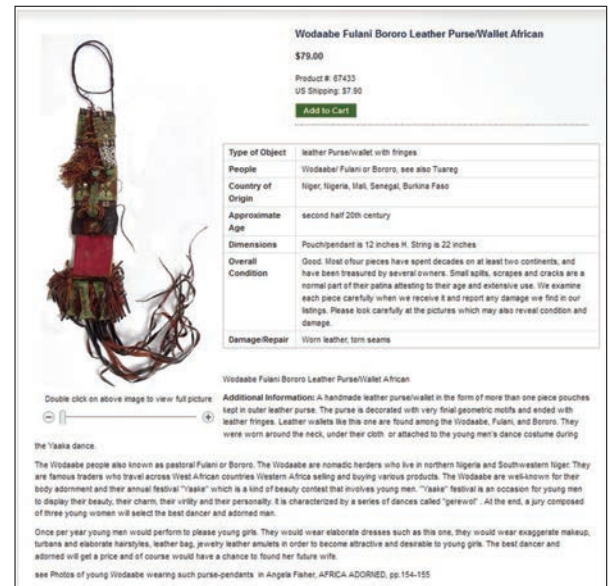 Wodaabe Fulani Bororo Leather Purse/Wallet African
$79.00
Product #: 67433
US Shipping: $7.90
Add to Cart
Type of Object leather Purse/wallet with fringes
People Wodaabe/ Fulani or Bororo, see also Tuareg
Country of
Origin Niger, Nigeria, Mali, Senegal, Burkina Faso
Approximate
Age second half 20th century
Dimensions Pouch/pendant is 12 inches H. String is 22 inches
Overall
Condition Good. Most ofour pieces have spent decades on at least two continents, and
have been treasured by several owners. Small splits, scrapes and cracks are a
normal part of their patina attesting to their age and extensive use. We examine
each piece carefully when we receive it and report any damage we find in our
listings. Please look carefully at the pictures which may also reveal condition and
damage.
Damage/Repair Worn leather, torn seams
Double click on above image to view full picture
Wodaabe Fulani Bororo Leather Purse/Wallet African
Additional Information: A handmade leather purse/wallet in the form of more than one piece pouches
kept in outer leather purse. The purse is decorated with very finial geometric motifs and ended with
leather fringes. Leather wallets like this one are found among the Wodaabe, Fulani, and Bororo. They
were worn around the neck, under their cloth or attached to the young men's dance costume during
the Yaaka dance.
The Wodaabe people also known as pastoral Fulani or Bororo. The Wodaabe are nomadic herders who live in northern Nigeria and Southwestern Niger. They
are famous traders who travel across West African countries Western Africa selling and buying various products. The Wodaabe are well-known for their
body adornment and their annual festival "Yaake" which is a kind of beauty contest that involves young men. "Yaake" festival is an occasion for young men
to display their beauty, their charm, their virility and their personality. It is characterized by a series of dances called "gerewol" . At the end, a jury composed
of three young women will select the best dancer and adorned man.
Once per year young men would perform to please young girls. They would wear elaborate dresses such as this one, they would wear exaggerate makeup,
turbans and elaborate hairstyles, leather bag, jewelry leather amulets in order to become attractive and desirable to young girls. The best dancer and
adorned will get a price and of course would have a chance to found her future wife.
see Photos of young Wodaabe wearing such purse-pendants in Angela Fisher, AFRICA ADORNED, pp.154-155